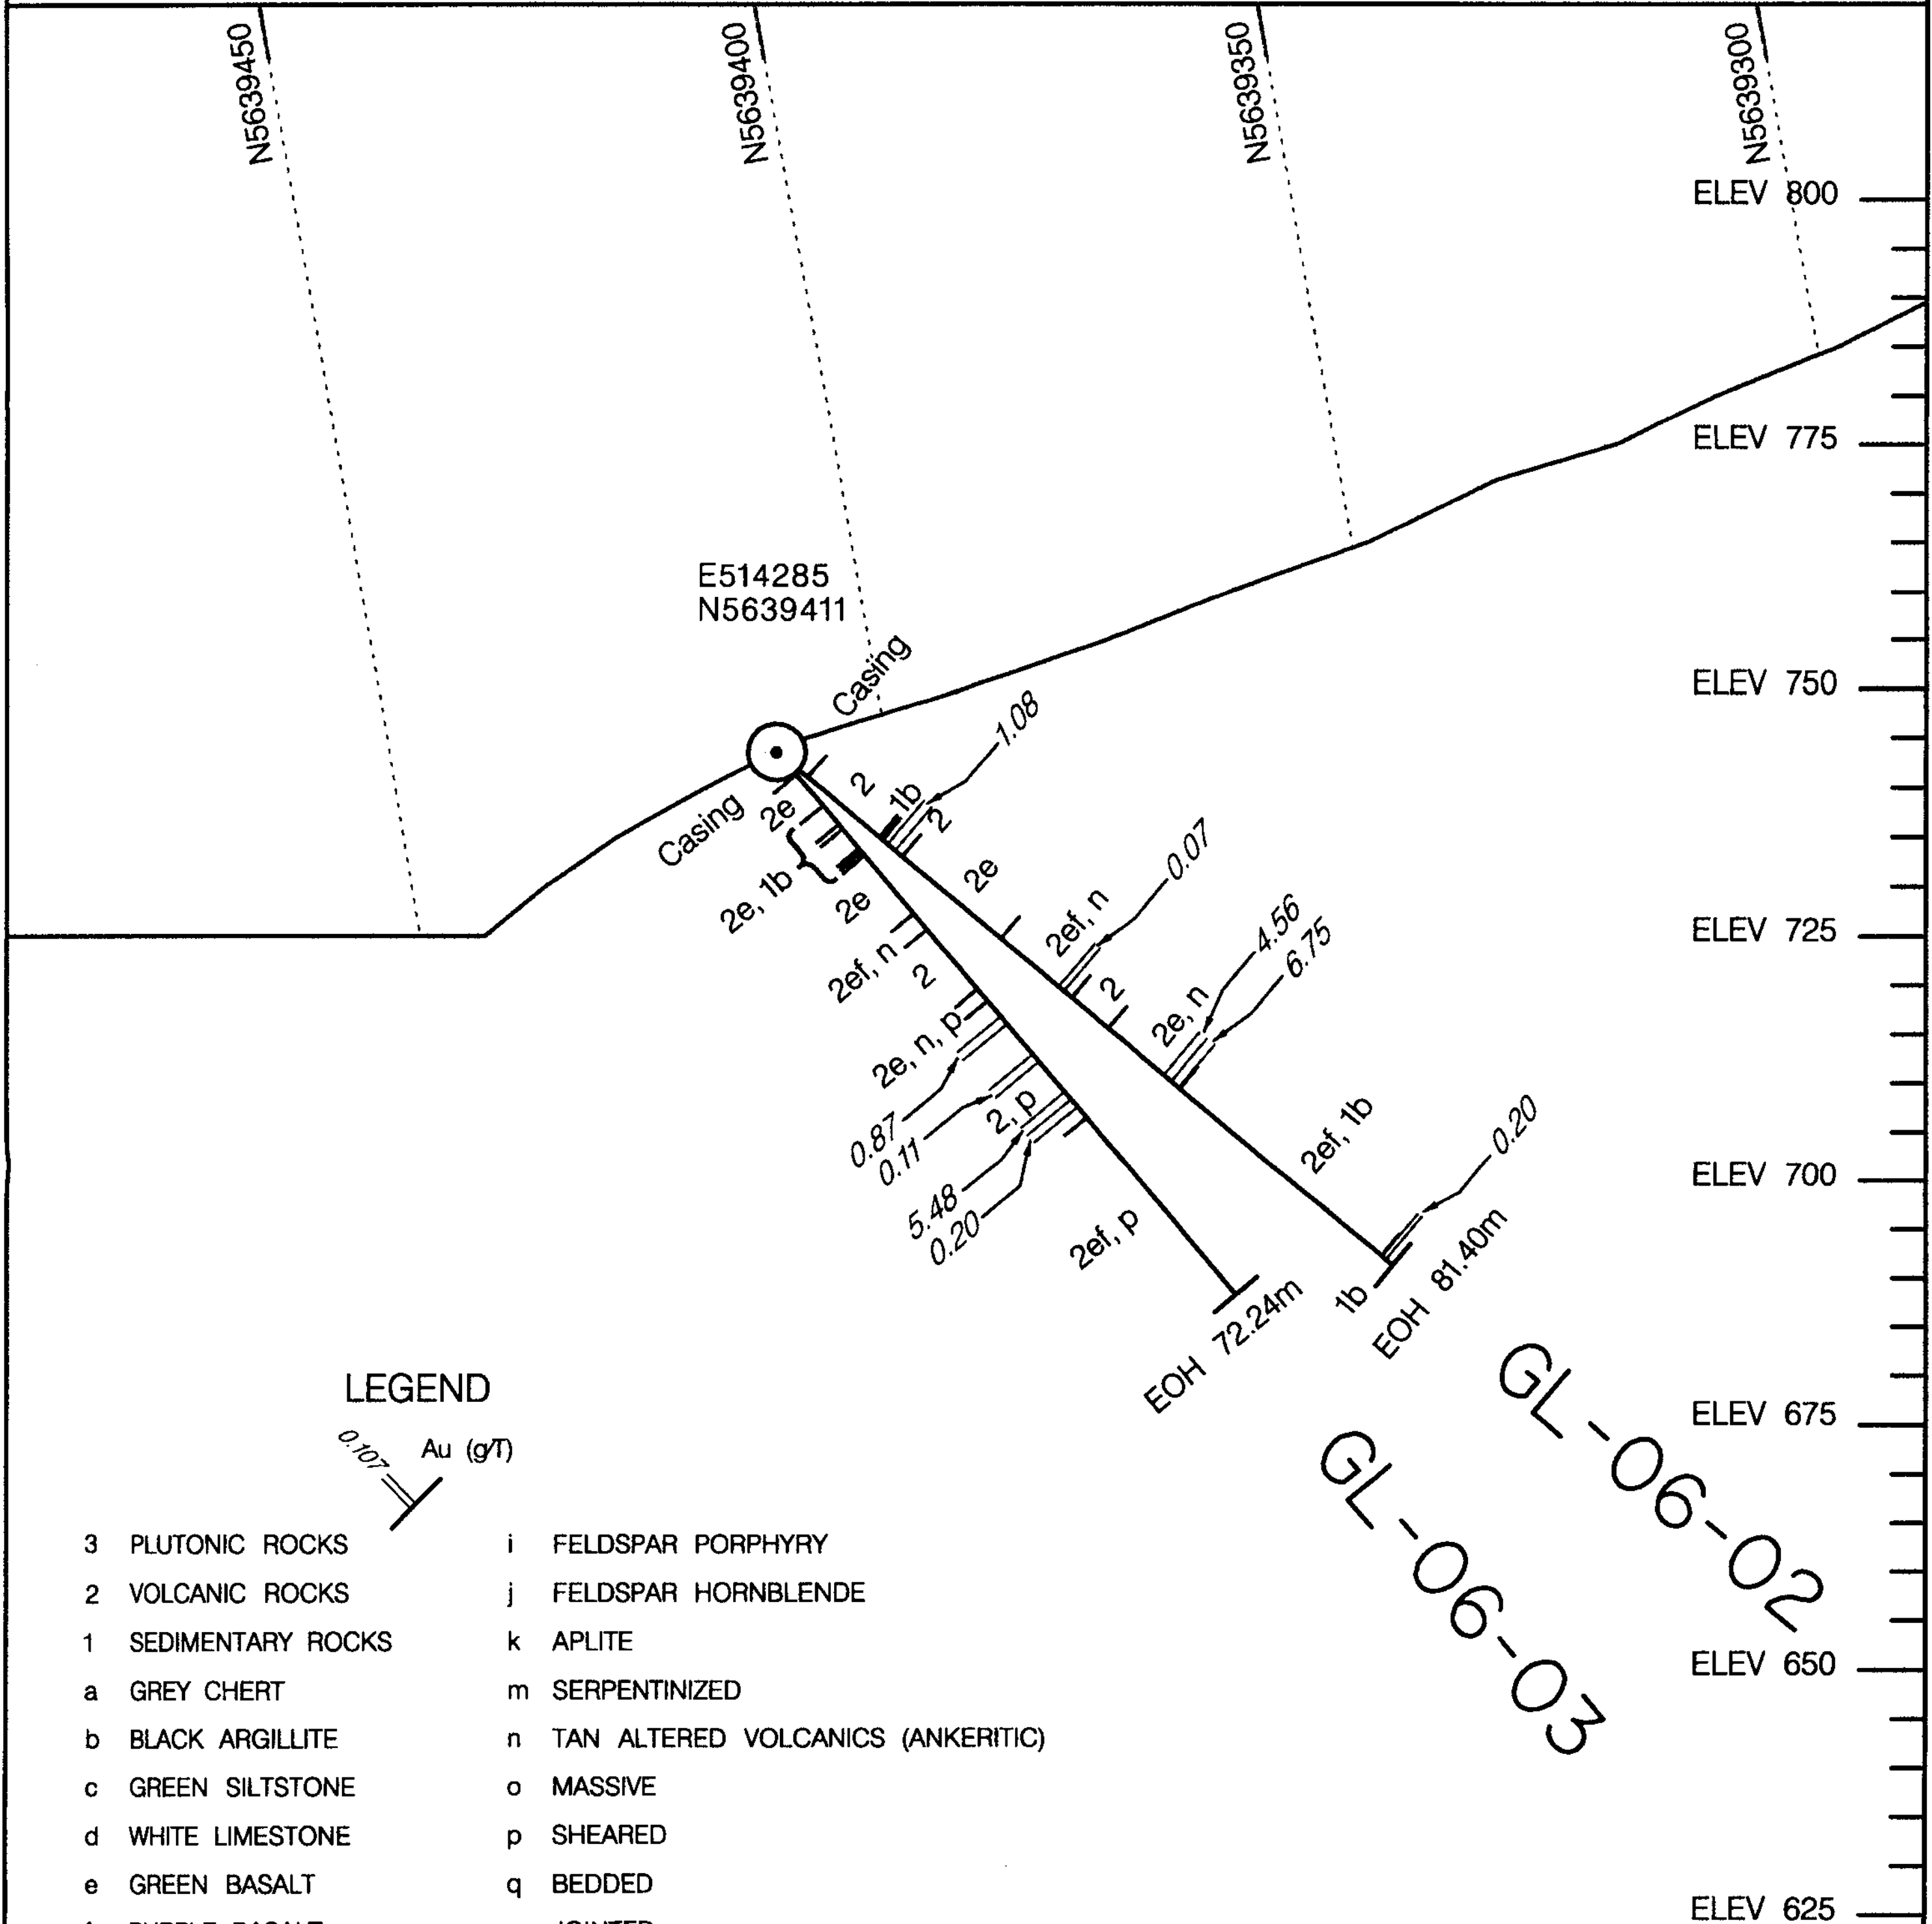 N5639450
N5639400
N5639350
N5639300
ELEV 800
ELEV 775
ELEV 750
ELEV 725
ELEV 700
ELEV 675
ELEV 650
ELEV 625
E514285
N5639411
Casing
2
1b
1.08
2
2e
2ef, n
0.07
2
2e, n
4.56
6.75
2ef, 1b
0.20
1b
EOH 81.40m
GL-06-02
Casing
2e
2e, 1b
2e
2ef, n
2
2e, n, p
0.87
0.11
2, p
5.48
0.20
2ef, p
EOH 72.24m
GL-06-03
LEGEND
0.107
Au (g/T)
3 PLUTONIC ROCKS
2 VOLCANIC ROCKS
1 SEDIMENTARY ROCKS
a GREY CHERT
b BLACK ARGILLITE
c GREEN SILTSTONE
d WHITE LIMESTONE
e GREEN BASALT
i FELDSPAR PORPHYRY
j FELDSPAR HORNBLENDE
k APLITE
m SERPENTINIZED
n TAN ALTERED VOLCANICS (ANKERITIC)
o MASSIVE
p SHEARED
q BEDDED